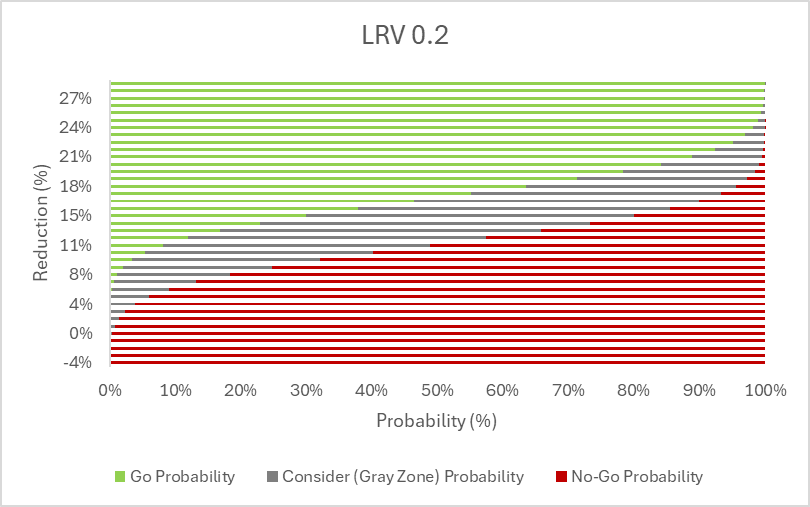 LRV 0.2
27%
24%
21%
18%
15%
11%
8%
4%
0%
-4%
Reduction (%)
0% 10% 20% 30% 40% 50% 60% 70% 80% 90% 100%
Probability (%)
Go Probability Consider (Gray Zone) Probability No-Go Probability